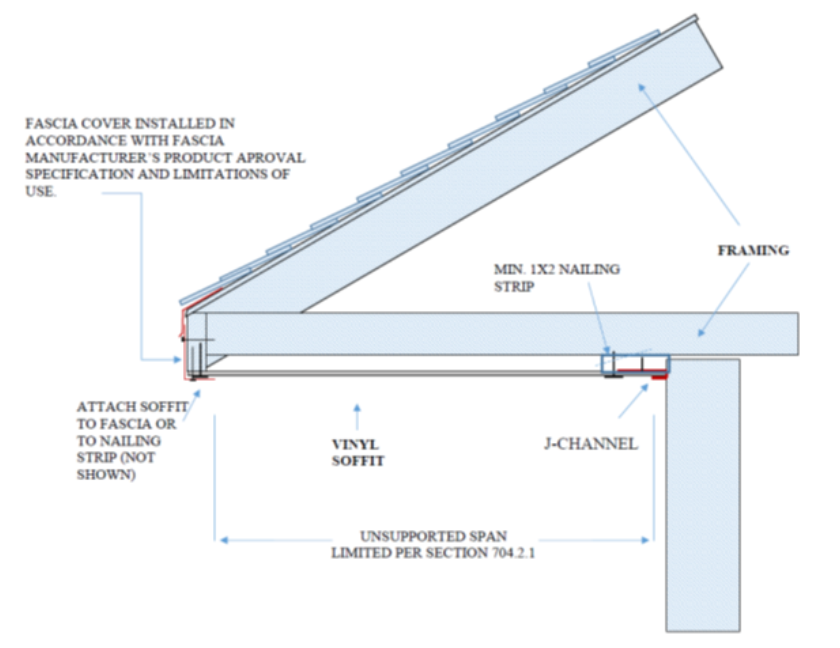 FASCIA COVER INSTALLED IN
ACCORDANCE WITH FASCIA
MANUFACTURER'S PRODUCT APROVAL
SPECIFICATION AND LIMITATIONS OF
USE.
FRAMING
MIN. 1X2 NAILING
STRIP
ATTACH SOFFIT
TO FASCIA OR
TO NAILING
STRIP (NOT
SHOWN)
VINYL
SOFFIT
J-CHANNEL
UNSUPPORTED SPAN
LIMITED PER SECTION 704.2.1